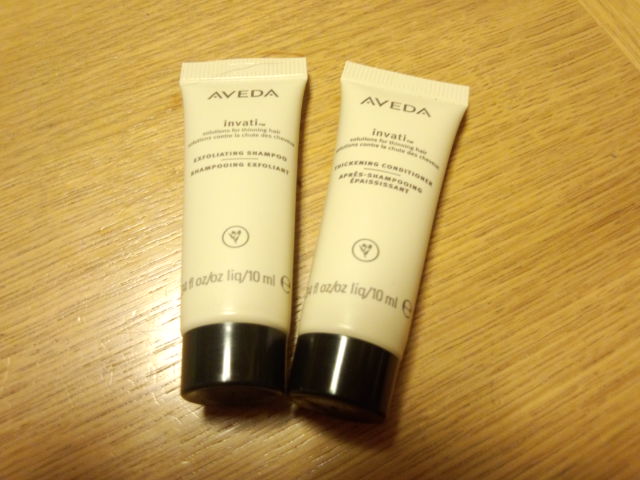 AVEDA
invati™
solutions for thinning hair
solutions contre la chute des cheveux
EXFOLIATING SHAMPOO
SHAMPOOING EXFOLIANT
fl oz/oz liq/10 ml ℮
AVEDA
invati™
solutions for thinning hair
solutions contre la chute des cheveux
THICKENING CONDITIONER
APRÈS-SHAMPOOING
ÉPAISSISSANT
fl oz/oz liq/10 ml ℮